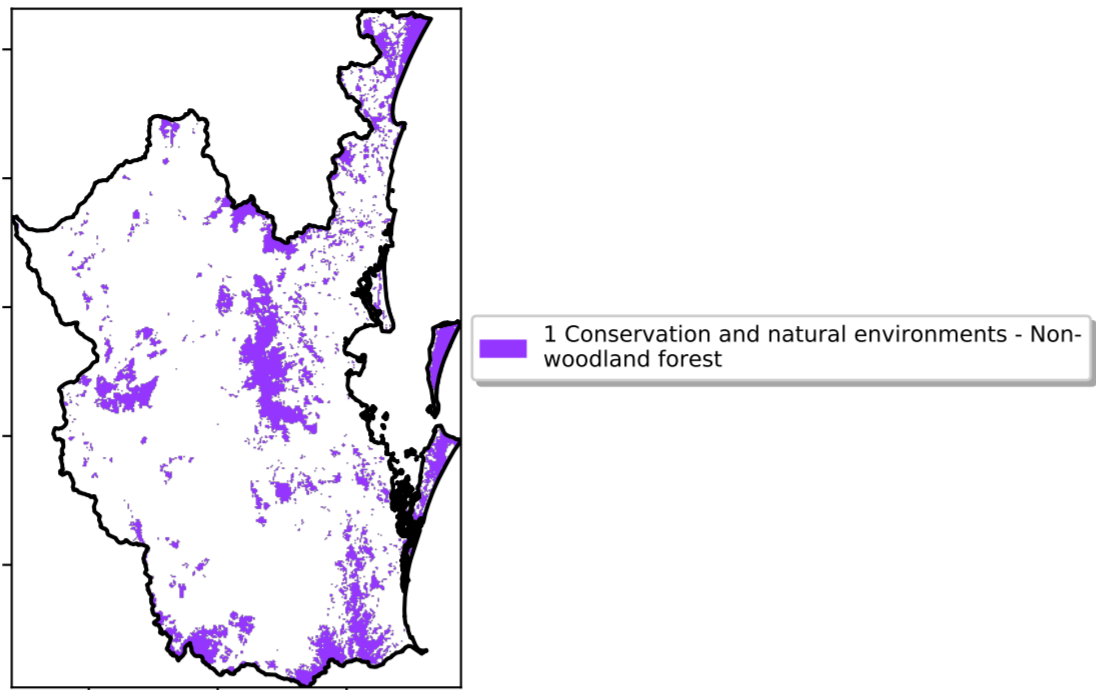 1 Conservation and natural environments - Non-
woodland forest